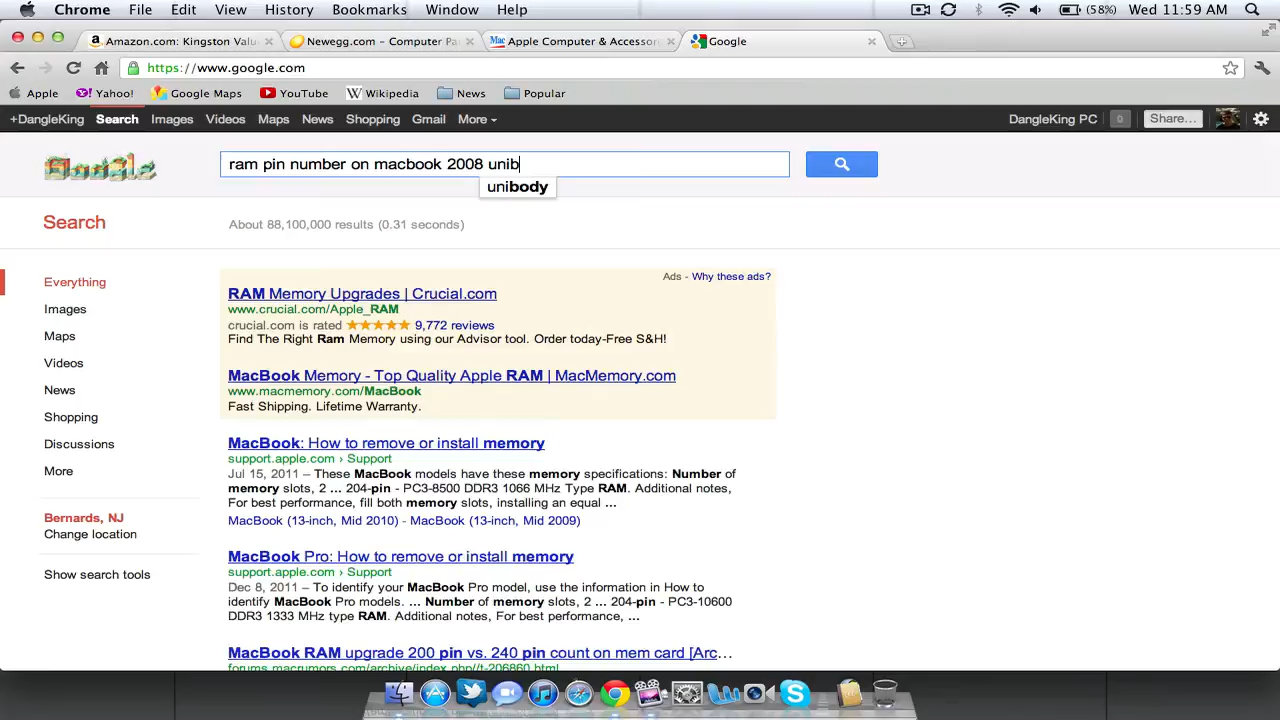 Chrome File Edit View History Bookmarks Window Help (58%) Wed 11:59 AM
Amazon.com: Kingston Valu Newegg.com - Computer Pa Apple Computer & Accessor Google
https://www.google.com
Apple Yahoo! Google Maps YouTube Wikipedia News Popular
+DangleKing Search Images Videos Maps News Shopping Gmail More DangleKing PC 0 Share...
Google ram pin number on macbook 2008 unib
unibody
Search About 88,100,000 results (0.31 seconds)
Everything
Images
Maps
Videos
News
Shopping
Discussions
More
Bernards, NJ
Change location
Show search tools
Ads - Why these ads?
RAM Memory Upgrades | Crucial.com
www.crucial.com/Apple_RAM
crucial.com is rated ★★★★★ 9,772 reviews
Find The Right Ram Memory using our Advisor tool. Order today-Free S&H!
MacBook Memory - Top Quality Apple RAM | MacMemory.com
www.macmemory.com/MacBook
Fast Shipping. Lifetime Warranty.
MacBook: How to remove or install memory
support.apple.com › Support
Jul 15, 2011 – These MacBook models have these memory specifications: Number of
memory slots, 2 ... 204-pin - PC3-8500 DDR3 1066 MHz Type RAM. Additional notes,
For best performance, fill both memory slots, installing an equal ...
MacBook (13-inch, Mid 2010) - MacBook (13-inch, Mid 2009)
MacBook Pro: How to remove or install memory
support.apple.com › Support
Dec 8, 2011 – To identify your MacBook Pro model, use the information in How to
identify MacBook Pro models. ... Number of memory slots, 2 ... 204-pin - PC3-10600
DDR3 1333 MHz type RAM. Additional notes, For best performance, ...
MacBook RAM upgrade 200 pin vs. 240 pin count on mem card [Arc...
forums.macrumors.com/archive/index.php/t-206860.html